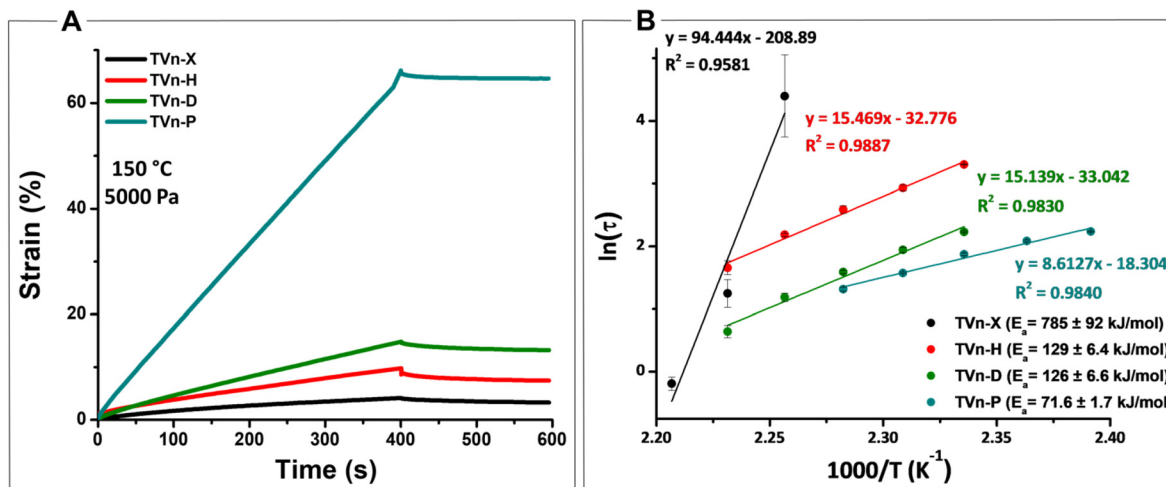 A
TVn-X
TVn-H
TVn-D
TVn-P
150 °C
5000 Pa
60
40
20
0
0 100 200 300 400 500 600
Strain (%)
Time (s)
B
y = 94.444x - 208.89
R² = 0.9581
y = 15.469x - 32.776
R² = 0.9887
y = 15.139x - 33.042
R² = 0.9830
y = 8.6127x - 18.304
R² = 0.9840
TVn-X (Eₐ= 785 ± 92 kJ/mol)
TVn-H (Eₐ= 129 ± 6.4 kJ/mol)
TVn-D (Eₐ= 126 ± 6.6 kJ/mol)
TVn-P (Eₐ= 71.6 ± 1.7 kJ/mol)
4
2
0
2.20 2.25 2.30 2.35 2.40
ln(τ)
1000/T (K⁻¹)